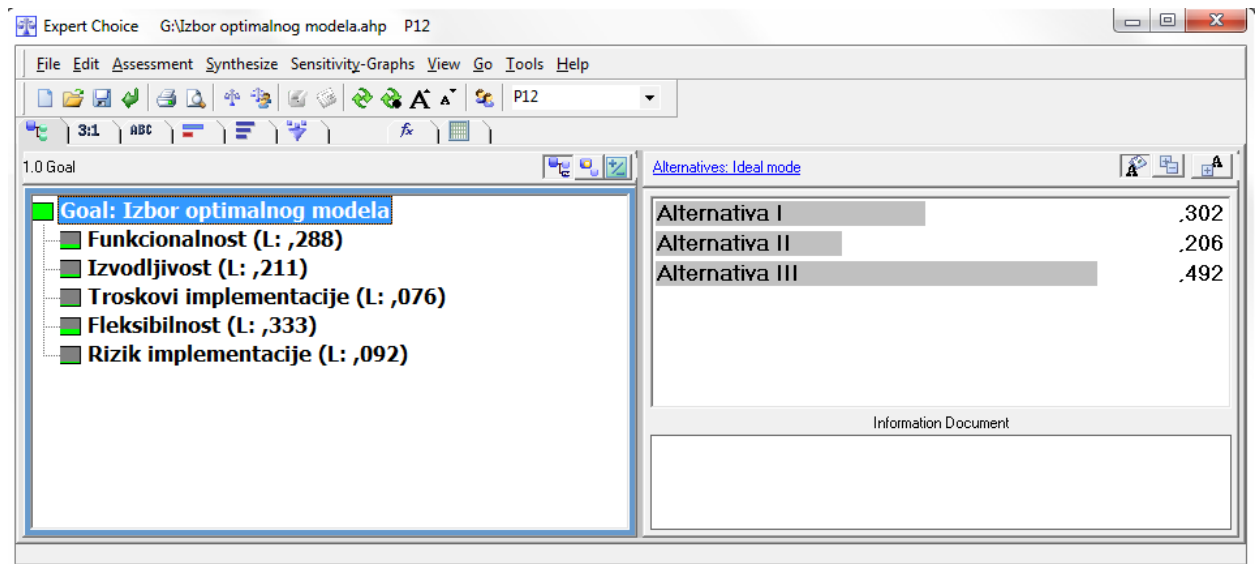 Expert Choice G:\Izbor optimalnog modela.ahp P12
File Edit Assessment Synthesize Sensitivity-Graphs View Go Tools Help
P12
3:1 ABC fx
1.0 Goal
Alternatives: Ideal mode
Goal: Izbor optimalnog modela
Funkcionalnost (L: ,288)
Izvodljivost (L: ,211)
Troskovi implementacije (L: ,076)
Fleksibilnost (L: ,333)
Rizik implementacije (L: ,092)
Alternativa I ,302
Alternativa II ,206
Alternativa III ,492
Information Document